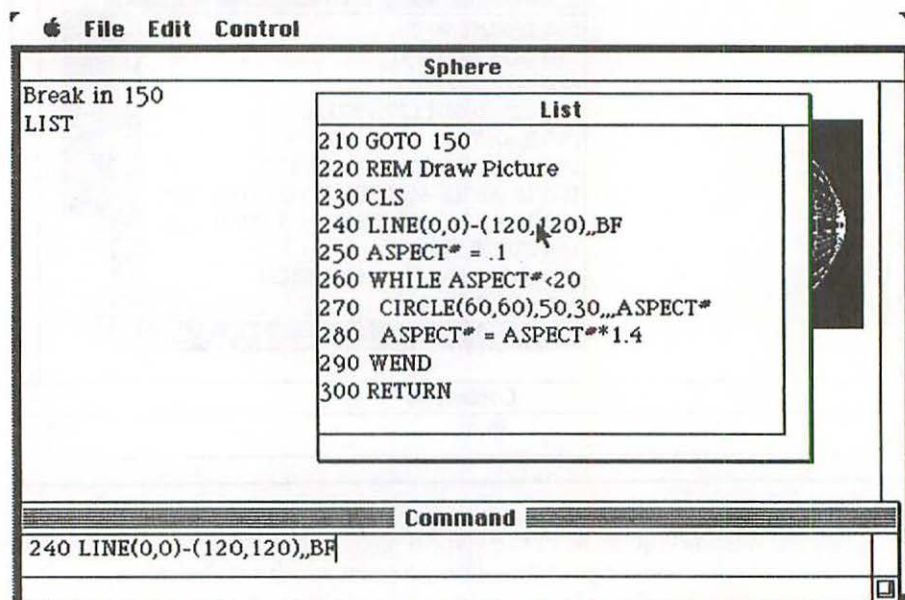 File Edit Control
Sphere
Break in 150
LIST
List
210 GOTO 150
220 REM Draw Picture
230 CLS
240 LINE(0,0)-(120,120),,BF
250 ASPECT# = .1
260 WHILE ASPECT#<20
270 CIRCLE(60,60),50,30,,,ASPECT#
280 ASPECT# = ASPECT#*1.4
290 WEND
300 RETURN
Command
240 LINE(0,0)-(120,120),,BF